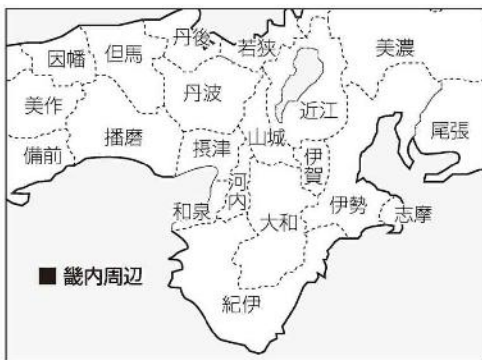 丹後
若狭
美濃
因幡
但馬
丹波
近江
美作
尾張
播磨
摂津
山城
伊賀
備前
河内
和泉
大和
伊勢
志摩
■ 畿内周辺
紀伊